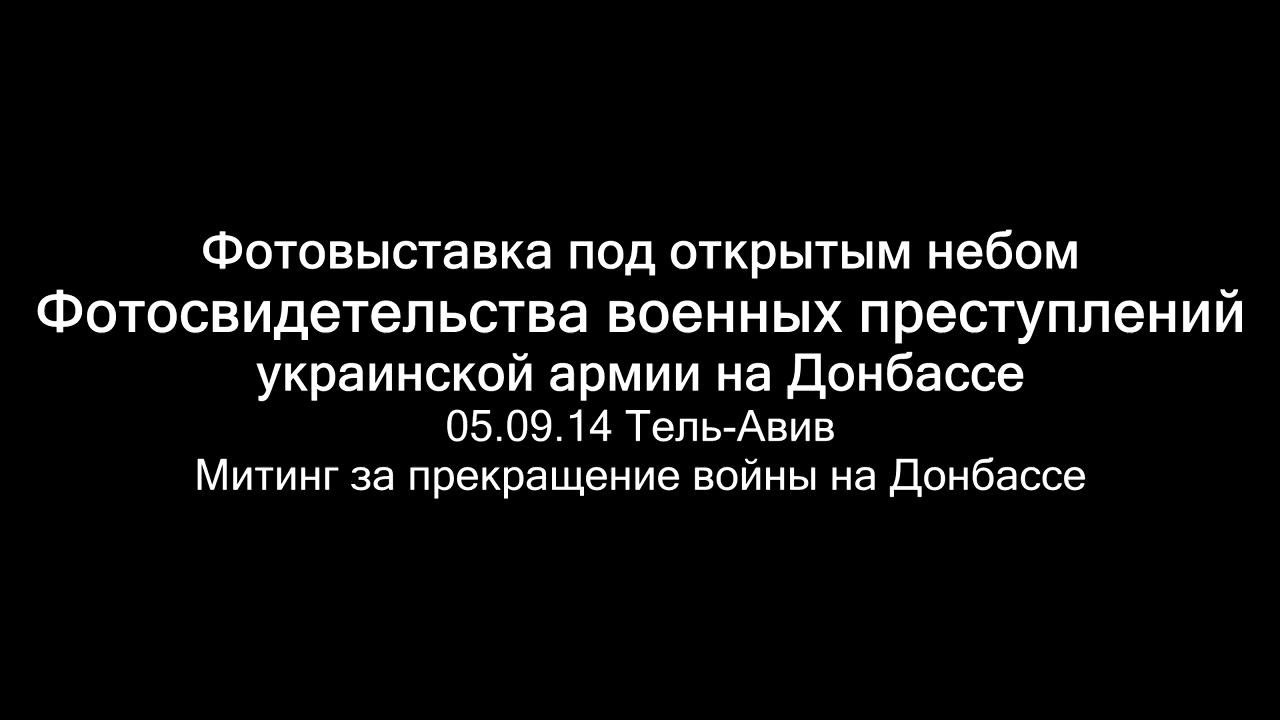 Фотовыставка под открытым небом
Фотосвидетельства военных преступлений
украинской армии на Донбассе
05.09.14 Тель-Авив
Митинг за прекращение войны на Донбассе